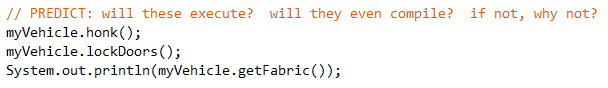 // PREDICT: will these execute?  will they even compile?  if not, why not?
myVehicle.honk();
myVehicle.lockDoors();
System.out.println(myVehicle.getFabric());